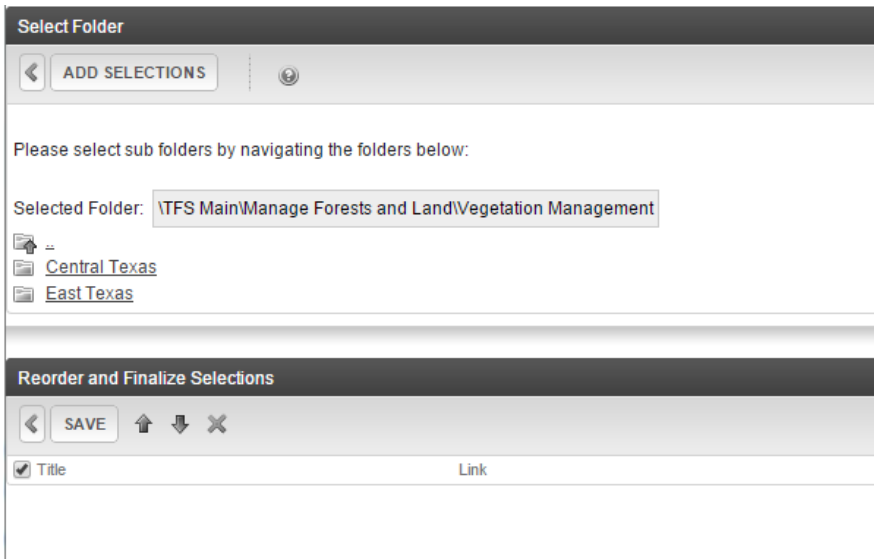 Select Folder
ADD SELECTIONS
Please select sub folders by navigating the folders below:
Selected Folder: \TFS Main\Manage Forests and Land\Vegetation Management
..
Central Texas
East Texas
Reorder and Finalize Selections
SAVE
Title Link